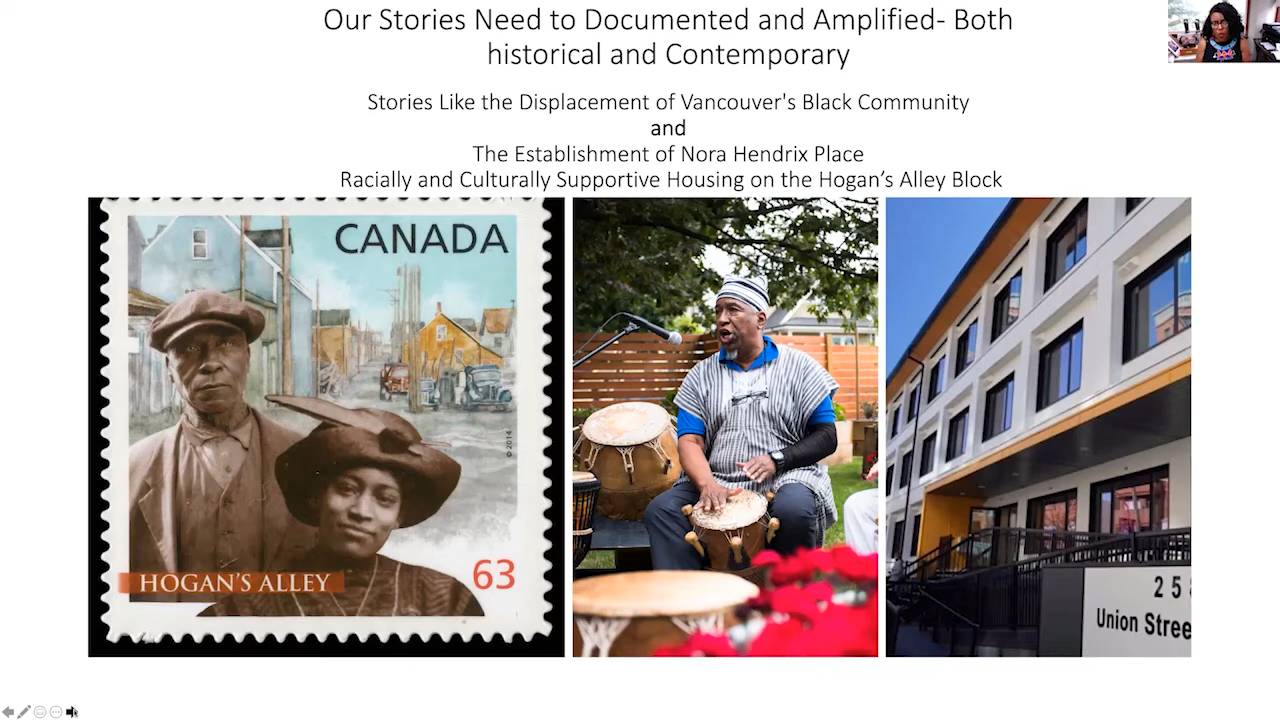 Our Stories Need to Documented and Amplified- Both
historical and Contemporary
Stories Like the Displacement of Vancouver's Black Community
and
The Establishment of Nora Hendrix Place
Racially and Culturally Supportive Housing on the Hogan’s Alley Block
CANADA
© 2014
63
HOGAN'S ALLEY
25
Union Stree